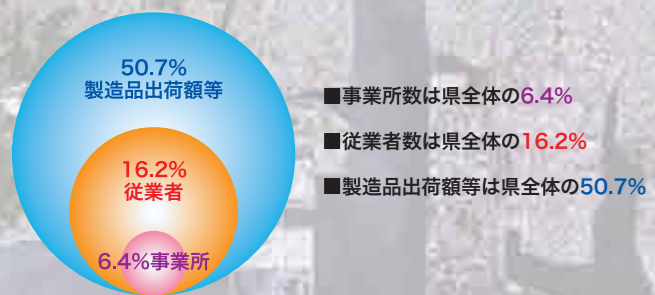 50.7%
製造品出荷額等
16.2%
従業者
6.4%事業所
■事業所数は県全体の6.4%
■従業者数は県全体の16.2%
■製造品出荷額等は県全体の50.7%